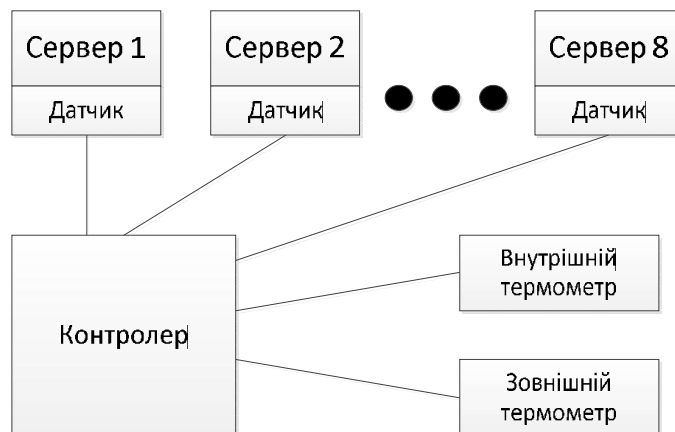 Сервер 1
Сервер 2
Сервер 8
Датчик
Датчик
Датчик
Контролер
Внутрішній
термометр
Зовнішній
термометр